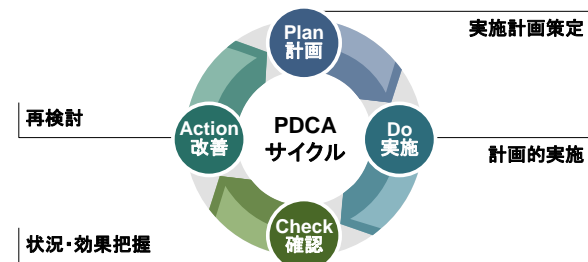 Plan
計画
実施計画策定
再検討
Action
改善
PDCA
サイクル
Do
実施
計画的実施
Check
確認
状況・効果把握